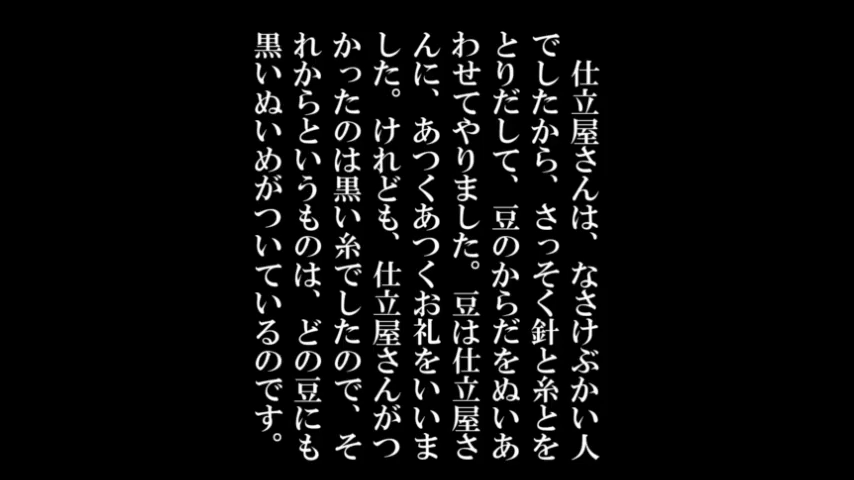 仕立屋さんは、なさけぶかい人
でしたから、さっそく針と糸とを
とりだして、豆のからだをぬいあ
わせてやりました。豆は仕立屋さ
んに、あつくあつくお礼をいいま
した。けれども、仕立屋さんがつ
かったのは黒い糸でしたので、そ
れからというものは、どの豆にも
黒いぬいめがついているのです。